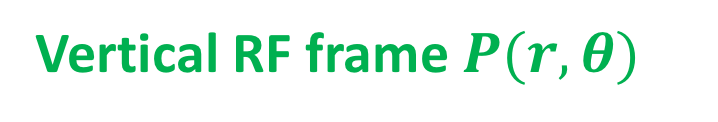 Vertical RF frame P(r, θ)